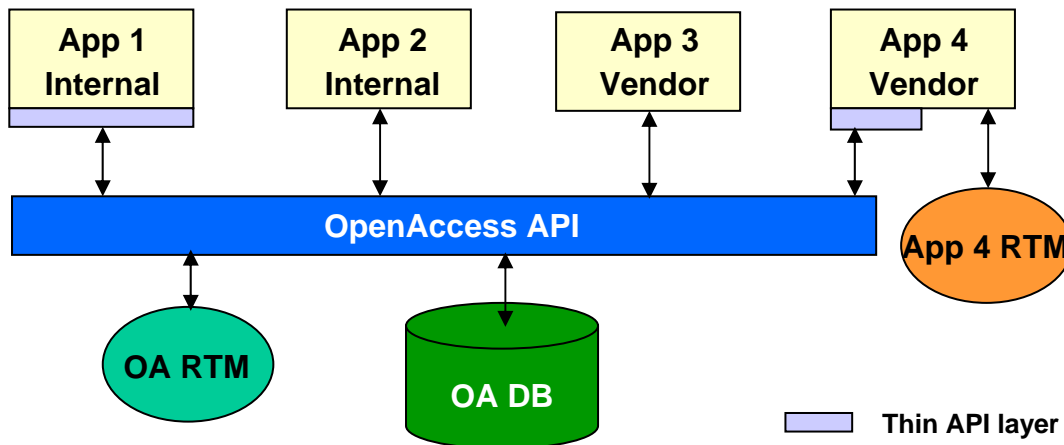 App 1
Internal
App 2
Internal
App 3
Vendor
App 4
Vendor
OpenAccess API
App 4 RTM
OA RTM
OA DB
Thin API layer